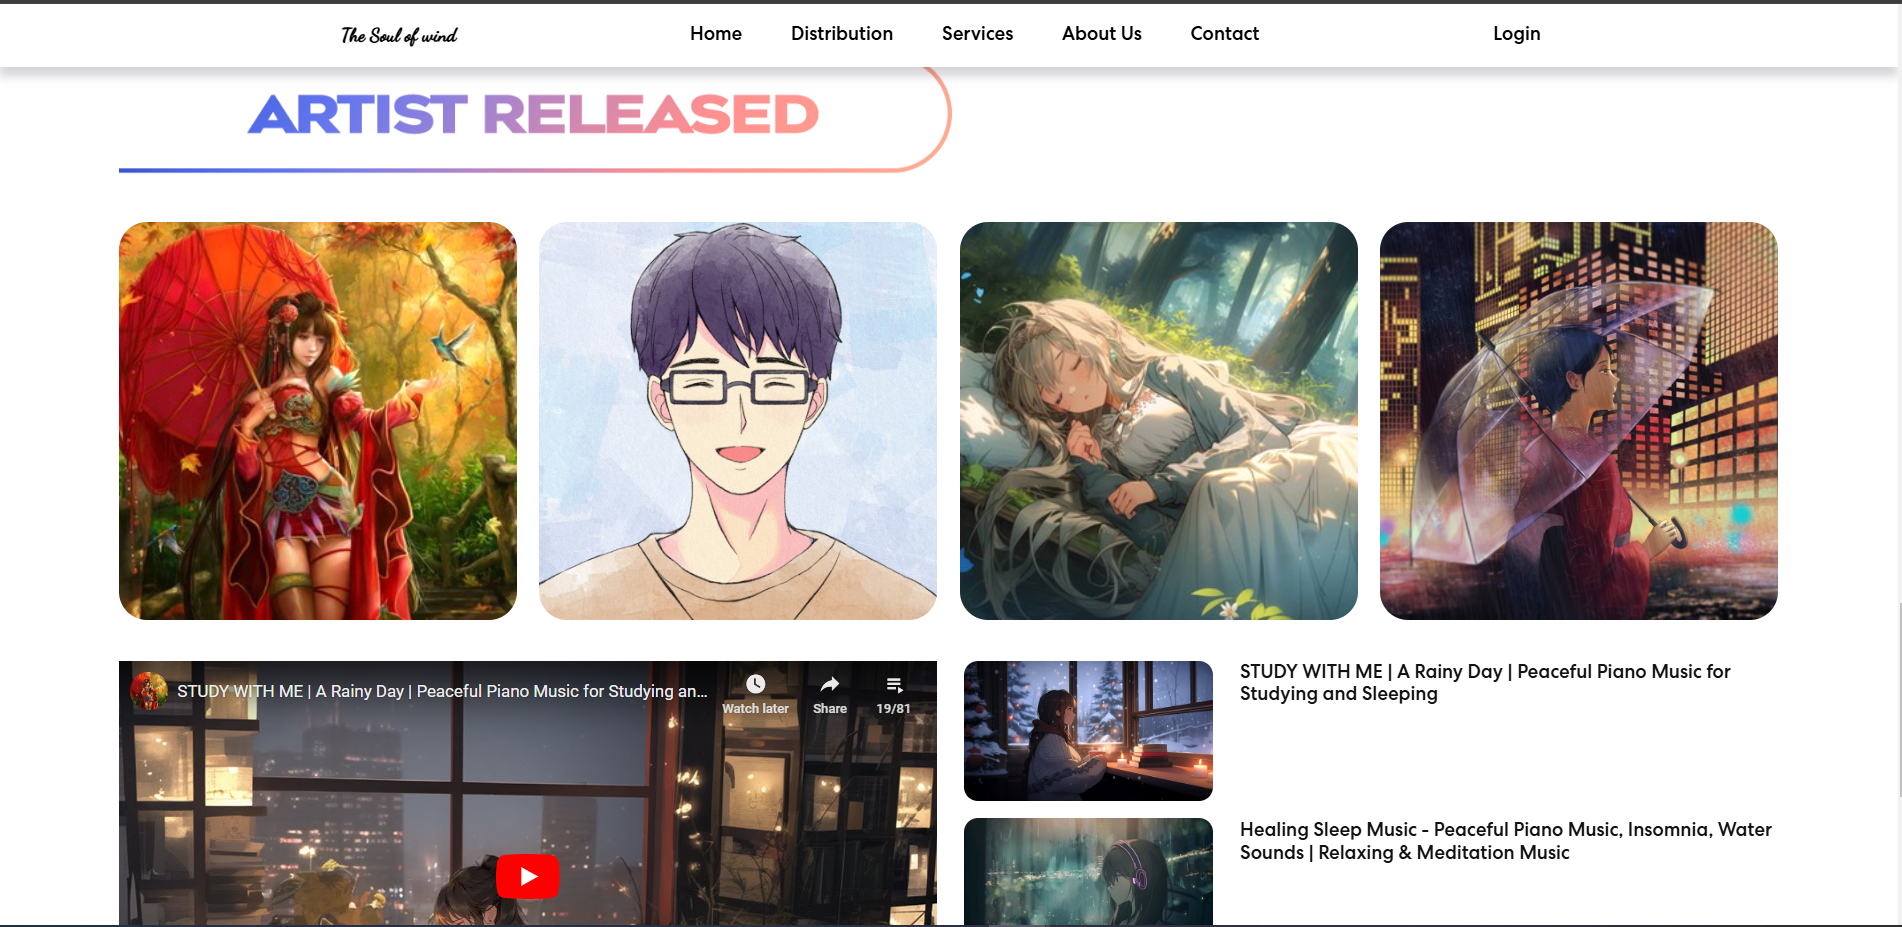 The Soul of wind
Home
Distribution
Services
About Us
Contact
Login
ARTIST RELEASED
STUDY WITH ME | A Rainy Day | Peaceful Piano Music for Studying an...
Watch later
Share
19/81
STUDY WITH ME | A Rainy Day | Peaceful Piano Music for
Studying and Sleeping
Healing Sleep Music - Peaceful Piano Music, Insomnia, Water
Sounds | Relaxing & Meditation Music